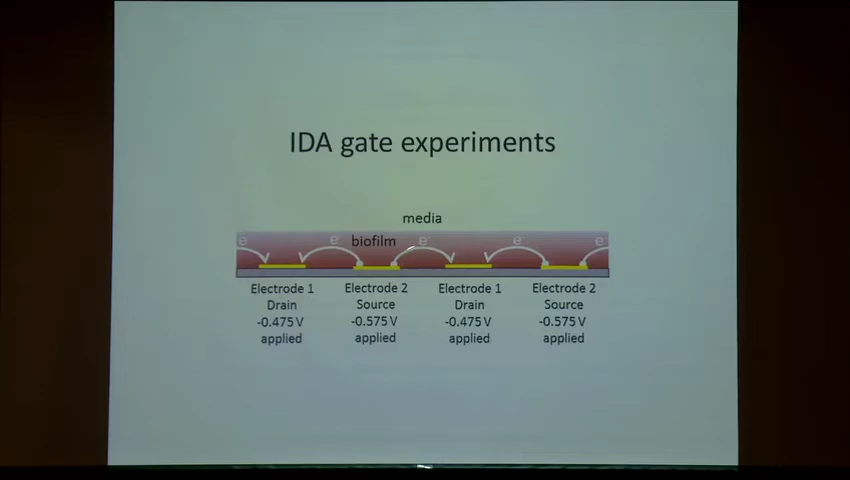 IDA gate experiments
media
e⁻ e⁻ biofilm e⁻ e⁻ e⁻
Electrode 1 Electrode 2 Electrode 1 Electrode 2
Drain Source Drain Source
-0.475 V -0.575 V -0.475 V -0.575 V
applied applied applied applied